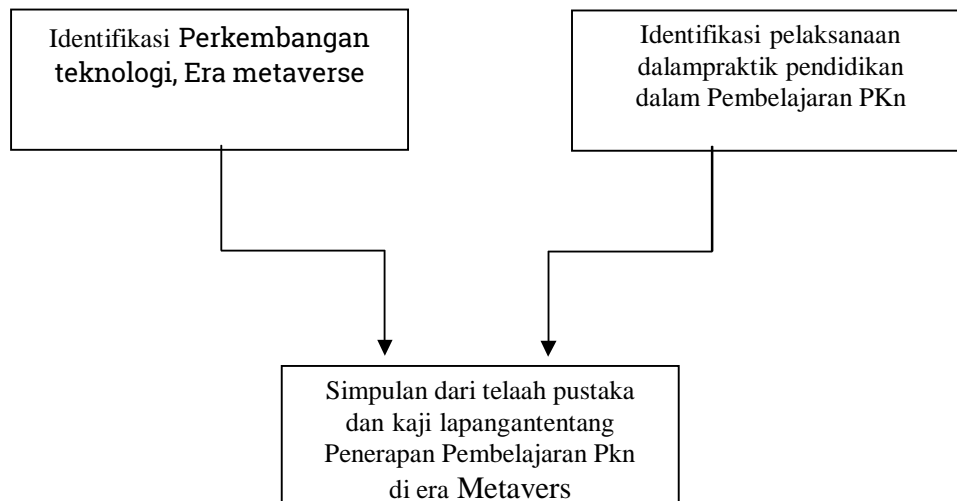 Identifikasi Perkembangan
teknologi, Era metaverse
Identifikasi pelaksanaan
dalampraktik pendidikan
dalam Pembelajaran PKn
Simpulan dari telaah pustaka
dan kaji lapangantentang
Penerapan Pembelajaran Pkn
di era Metavers